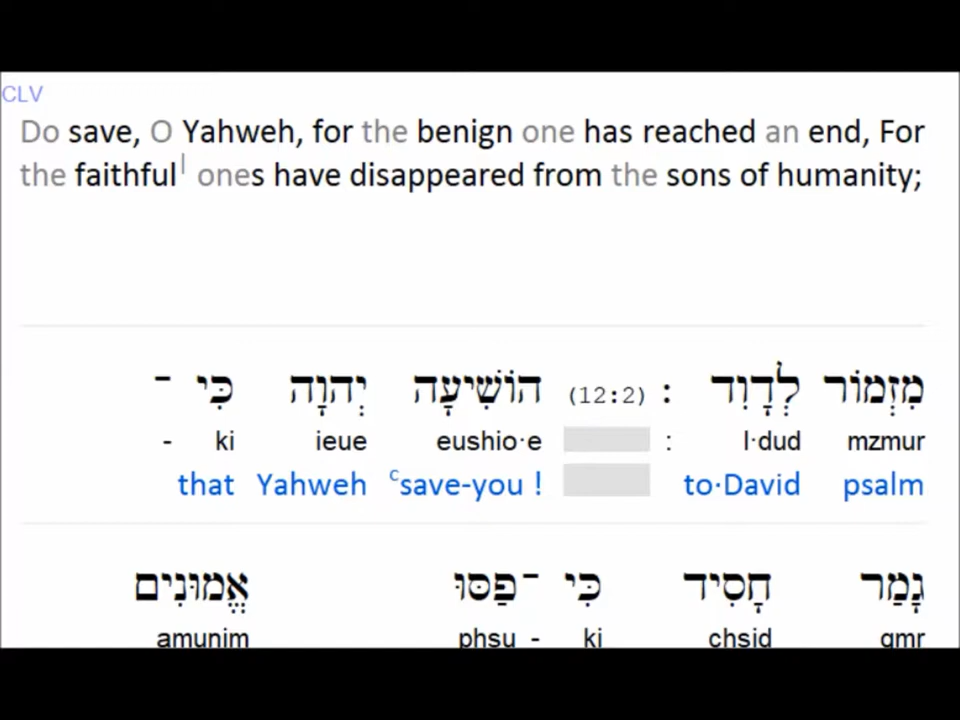 CLV
Do save, O Yahweh, for the benign one has reached an end, For
the faithful| ones have disappeared from the sons of humanity;
מִזְמוֹר לְדָוִד : (12:2) הוֹשִׁיעָה יְהוָה כִּי ־
- ki ieue eushio·e : l·dud mzmur
that Yahweh ᶜsave-you ! to·David psalm
גָמַר חָסִיד כִּי ־ פַסּוּ אֱמוּנִים
amunim phsu - ki chsid gmr